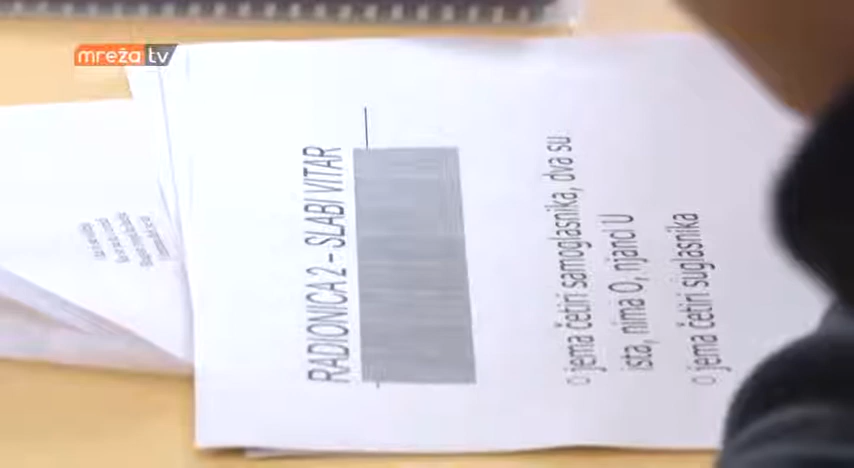 mreža tv
RADIONICA 2 – SLABI VITAR
o jema četiri samoglasnika, dva su
ista, nima O, njanci U
o jema četiri suglasnika